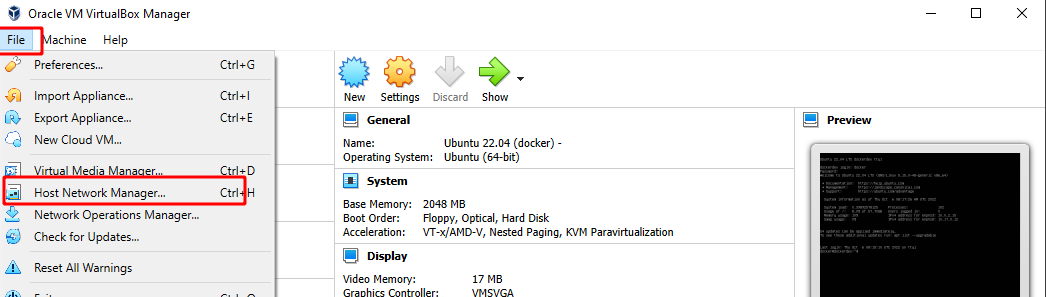 Oracle VM VirtualBox Manager
File Machine Help
Preferences... Ctrl+G
Import Appliance... Ctrl+I
Export Appliance... Ctrl+E
New Cloud VM...
Virtual Media Manager... Ctrl+D
Host Network Manager... Ctrl+H
Network Operations Manager...
Check for Updates...
Reset All Warnings
New Settings Discard Show
General
Name: Ubuntu 22.04 (docker) -
Operating System: Ubuntu (64-bit)
System
Base Memory: 2048 MB
Boot Order: Floppy, Optical, Hard Disk
Acceleration: VT-x/AMD-V, Nested Paging, KVM Paravirtualization
Display
Video Memory: 17 MB
Graphics Controller: VMSVGA
Preview